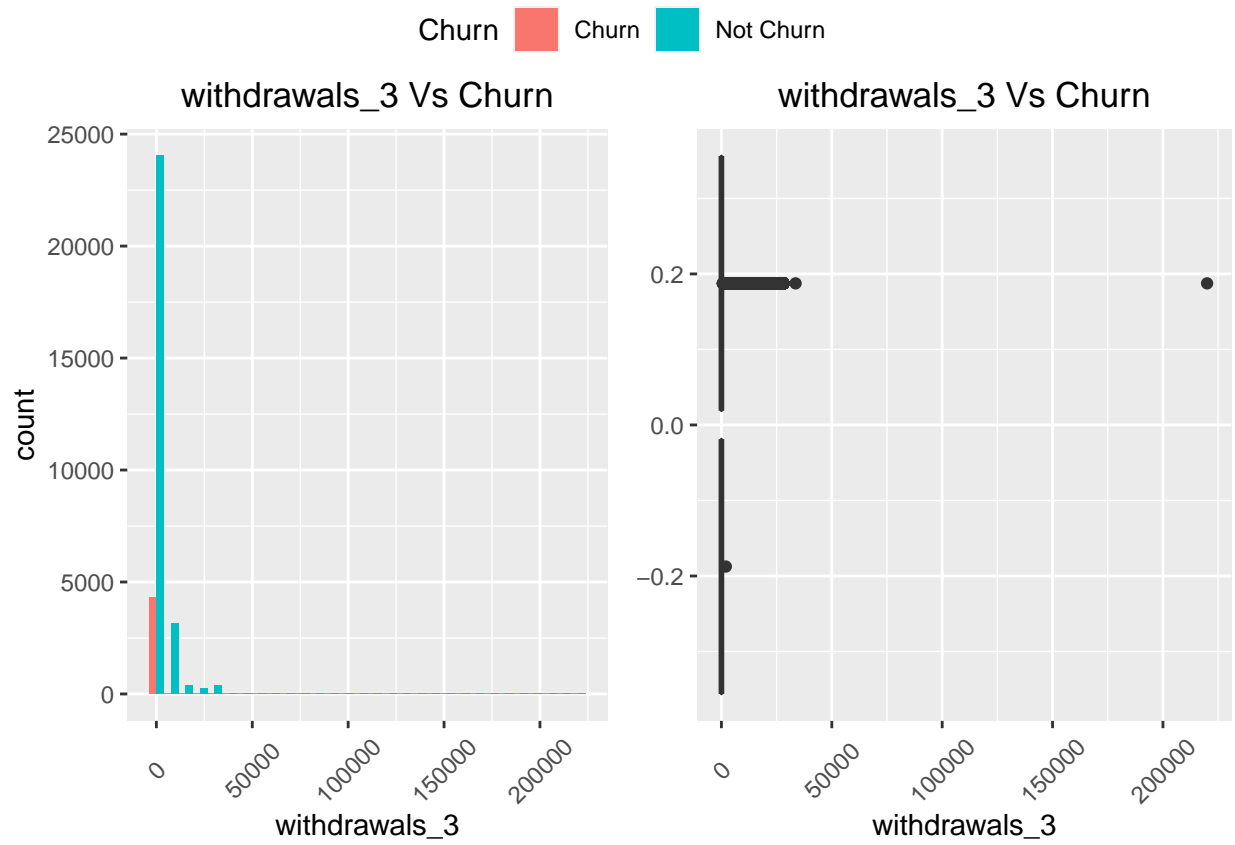 Churn Churn Not Churn
withdrawals_3 Vs Churn
25000
20000
15000
10000
5000
0
count
0 50000 100000 150000 200000
withdrawals_3
withdrawals_3 Vs Churn
0.2
0.0
−0.2
0 50000 100000 150000 200000
withdrawals_3